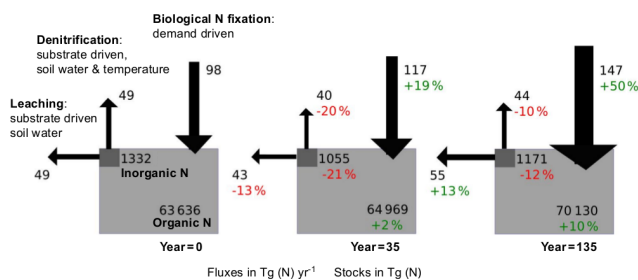 Biological N fixation:
demand driven
Denitrification:
substrate driven,
soil water & temperature
98
49
Leaching:
substrate driven
soil water
49
1332
Inorganic N
63 636
Organic N
Year=0
117
+19 %
40
-20 %
1055
-21 %
43
-13 %
64 969
+2 %
Year=35
147
+50 %
44
-10 %
1171
-12 %
55
+13 %
70 130
+10 %
Year=135
Fluxes in Tg (N) yr-1 Stocks in Tg (N)